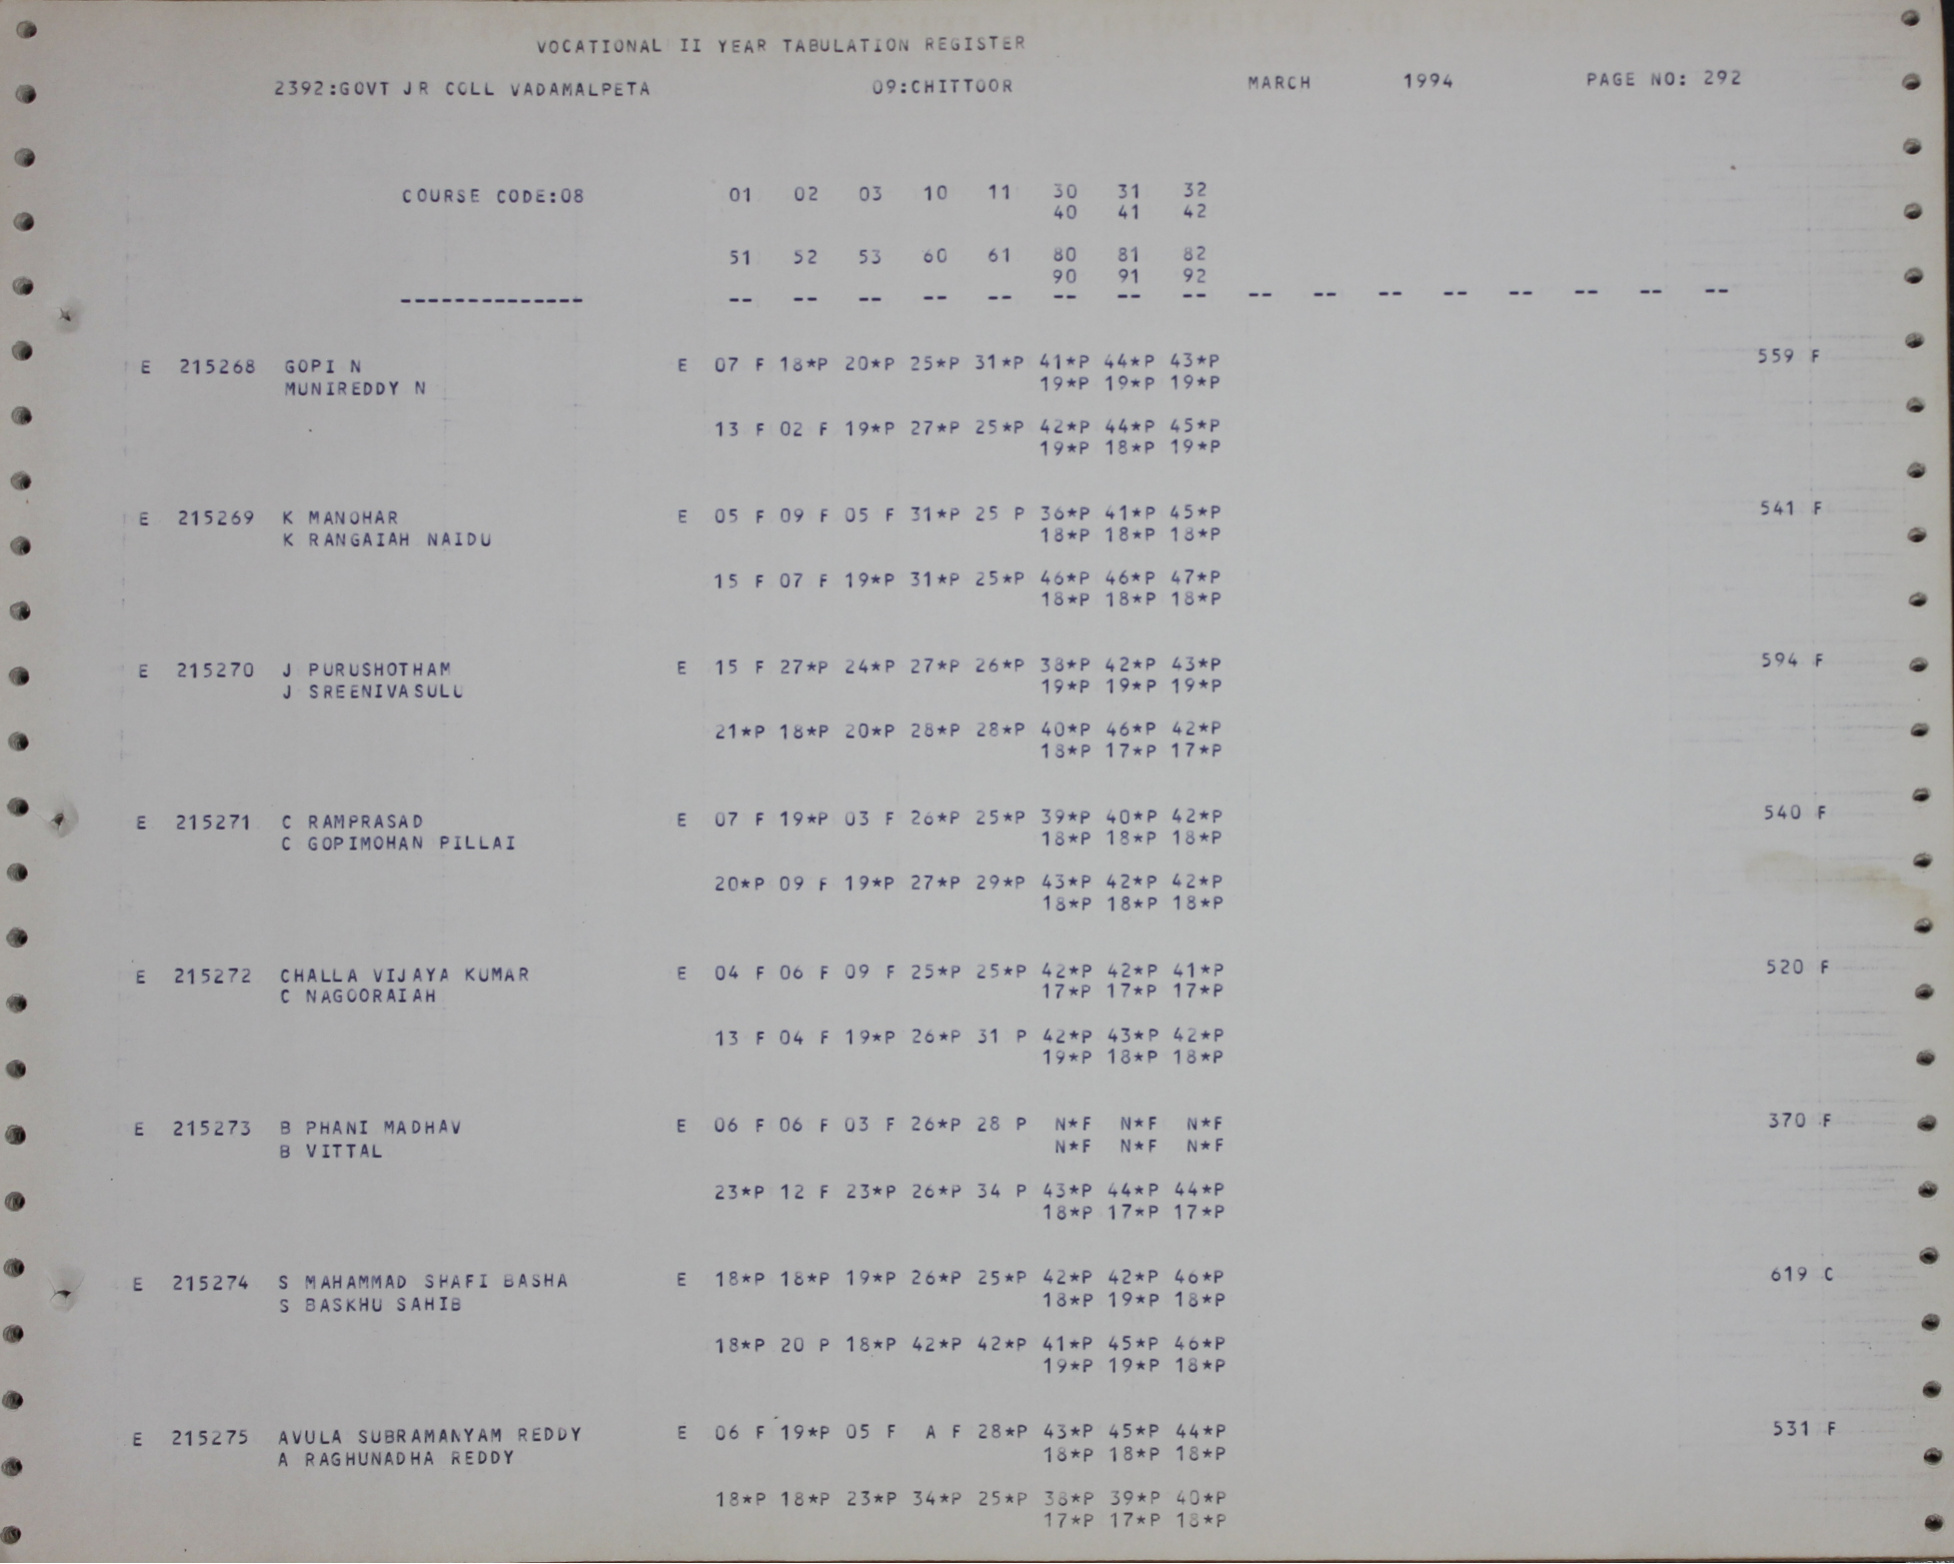 VOCATIONAL II YEAR TABULATION REGISTER
2392:GOVT JR COLL VADAMALPETA 09:CHITTOOR MARCH 1994 PAGE NO: 292
COURSE CODE:08 01 02 03 10 11 30 31 32
40 41 42
51 52 53 60 61 80 81 82
90 91 92
-------------- -- -- -- -- -- -- -- -- -- -- -- -- -- -- -- --
E 215268 GOPI N E 07 F 18*P 20*P 25*P 31*P 41*P 44*P 43*P 559 F
MUNIREDDY N 19*P 19*P 19*P
13 F 02 F 19*P 27*P 25*P 42*P 44*P 45*P
19*P 18*P 19*P
E 215269 K MANOHAR E 05 F 09 F 05 F 31*P 25 P 36*P 41*P 45*P 541 F
K RANGAIAH NAIDU 18*P 18*P 18*P
15 F 07 F 19*P 31*P 25*P 46*P 46*P 47*P
18*P 18*P 18*P
E 215270 J PURUSHOTHAM E 15 F 27*P 24*P 27*P 26*P 38*P 42*P 43*P 594 F
J SREENIVASULU 19*P 19*P 19*P
21*P 18*P 20*P 28*P 28*P 40*P 46*P 42*P
18*P 17*P 17*P
E 215271 C RAMPRASAD E 07 F 19*P 03 F 26*P 25*P 39*P 40*P 42*P 540 F
C GOPIMOHAN PILLAI 18*P 18*P 18*P
20*P 09 F 19*P 27*P 29*P 43*P 42*P 42*P
18*P 18*P 18*P
E 215272 CHALLA VIJAYA KUMAR E 04 F 06 F 09 F 25*P 25*P 42*P 42*P 41*P 520 F
C NAGOORAIAH 17*P 17*P 17*P
13 F 04 F 19*P 26*P 31 P 42*P 43*P 42*P
19*P 18*P 18*P
E 215273 B PHANI MADHAV E 06 F 06 F 03 F 26*P 28 P N*F N*F N*F 370 F
B VITTAL N*F N*F N*F
23*P 12 F 23*P 26*P 34 P 43*P 44*P 44*P
18*P 17*P 17*P
E 215274 S MAHAMMAD SHAFI BASHA E 18*P 18*P 19*P 26*P 25*P 42*P 42*P 46*P 619 C
S BASKHU SAHIB 18*P 19*P 18*P
18*P 20 P 18*P 42*P 42*P 41*P 45*P 46*P
19*P 19*P 18*P
E 215275 AVULA SUBRAMANYAM REDDY E 06 F 19*P 05 F A F 28*P 43*P 45*P 44*P 531 F
A RAGHUNADHA REDDY 18*P 18*P 18*P
18*P 18*P 23*P 34*P 25*P 38*P 39*P 40*P
17*P 17*P 18*P